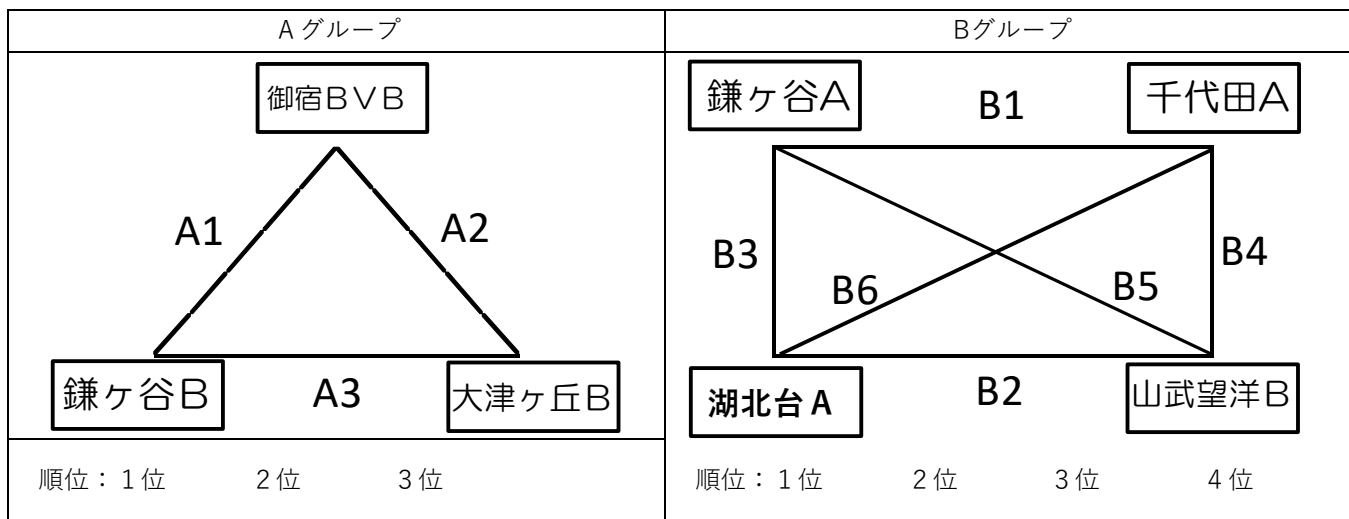 Aグループ
御宿BVB
A1
A2
鎌ヶ谷B
A3
大津ヶ丘B
順位：1位 2位 3位
Bグループ
鎌ヶ谷A
B1
千代田A
B3
B4
B6
B5
湖北台A
B2
山武望洋B
順位：1位 2位 3位 4位